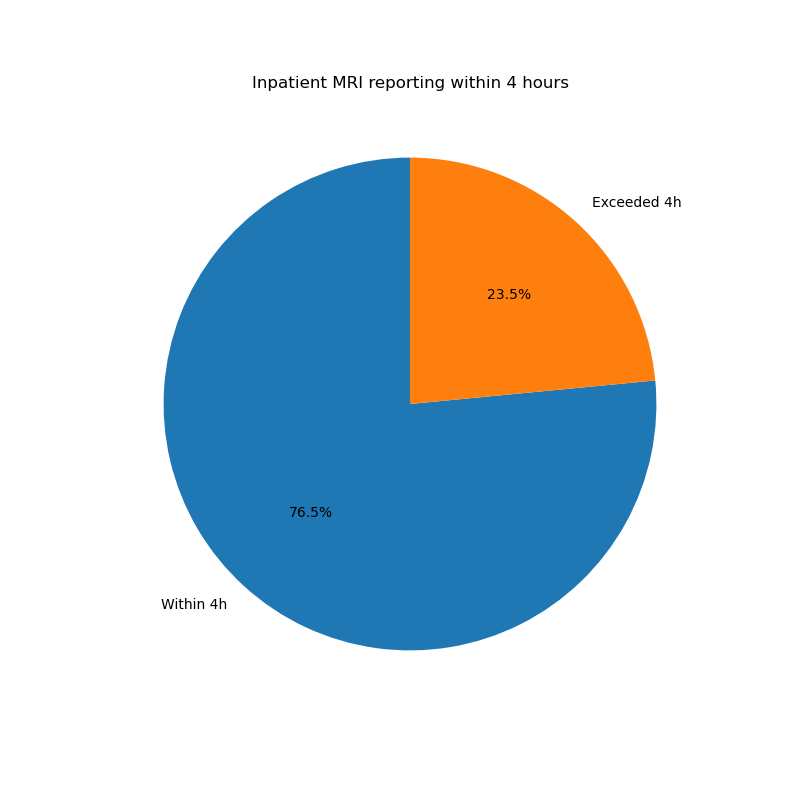 Inpatient MRI reporting within 4 hours
Exceeded 4h
23.5%
76.5%
Within 4h